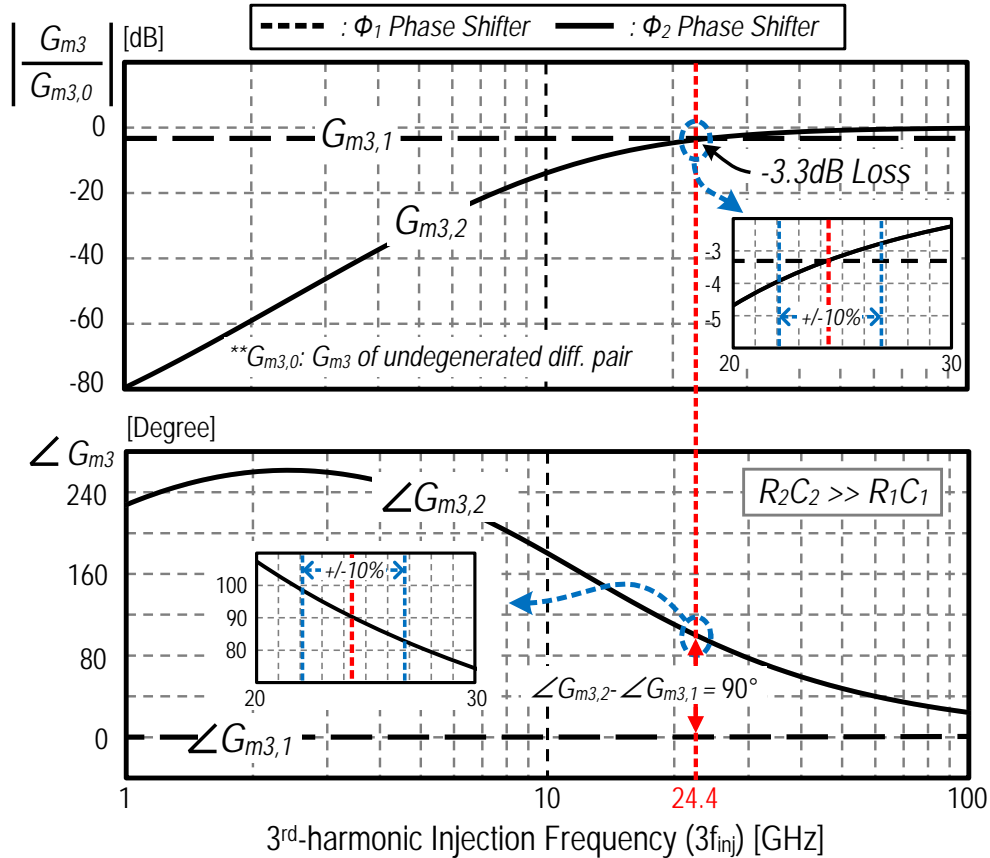 : Φ1 Phase Shifter : Φ2 Phase Shifter
Gm3
Gm3,0
[dB]
0
-20
-40
-60
-80
Gm3,1
Gm3,2
-3.3dB Loss
-3
-4
-5
+/-10%
20 30
**Gm3,0: Gm3 of undegenerated diff. pair
[Degree]
∠Gm3
240
160
80
0
∠Gm3,2
R2C2 >> R1C1
+/-10%
100
90
80
20 30
∠Gm3,2-∠Gm3,1 = 90°
∠Gm3,1
1 10 24.4 100
3rd-harmonic Injection Frequency (3finj) [GHz]